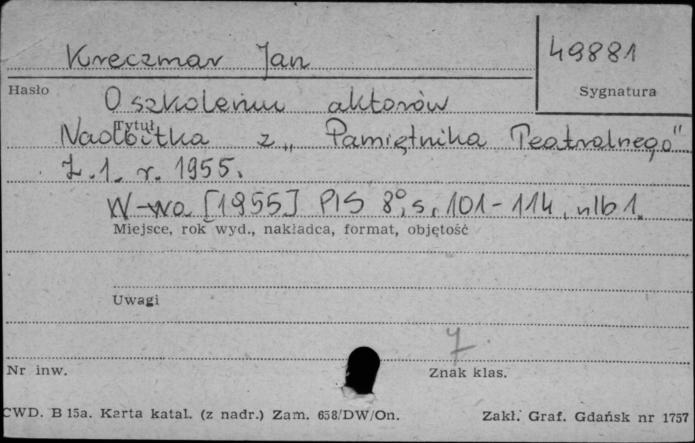 Kreczmar Jan
49881
Hasło
Sygnatura
O szkoleniu aktorów
Tytuł
Nadbitka z „Pamiętnika Teatralnego"
Z.1. r. 1955.
W-wa [1955] PIS 8°, s. 101-114, nlb 1.
Miejsce, rok wyd., nakładca, format, objętość
Uwagi
7
Nr inw.
Znak klas.
CWD. B 15a. Karta katal. (z nadr.) Zam. 658/DW/On.
Zakł. Graf. Gdańsk nr 1757